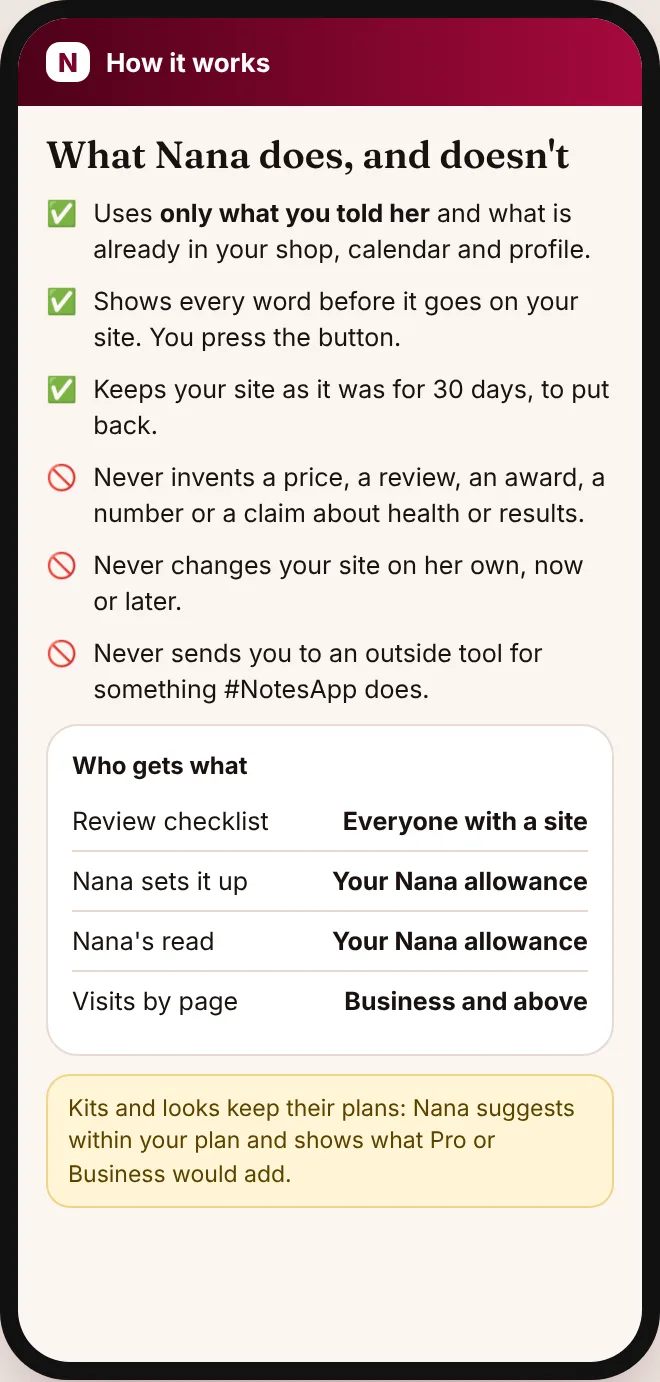 N How it works
What Nana does, and doesn't
✅ Uses only what you told her and what is
already in your shop, calendar and profile.
✅ Shows every word before it goes on your
site. You press the button.
✅ Keeps your site as it was for 30 days, to put
back.
🚫 Never invents a price, a review, an award, a
number or a claim about health or results.
🚫 Never changes your site on her own, now
or later.
🚫 Never sends you to an outside tool for
something #NotesApp does.
Who gets what
Review checklist Everyone with a site
Nana sets it up Your Nana allowance
Nana's read Your Nana allowance
Visits by page Business and above
Kits and looks keep their plans: Nana suggests
within your plan and shows what Pro or
Business would add.